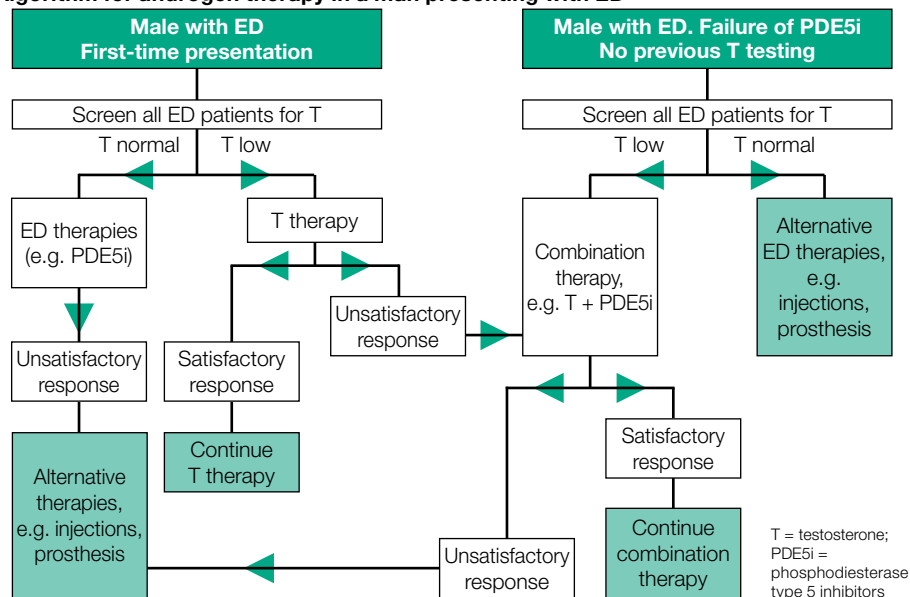 Male with ED
First-time presentation
Male with ED. Failure of PDE5i
No previous T testing
Screen all ED patients for T
Screen all ED patients for T
T normal
T low
T low
T normal
ED therapies
(e.g. PDE5i)
T therapy
Combination
therapy,
e.g. T + PDE5i
Alternative
ED therapies,
e.g.
injections,
prosthesis
Unsatisfactory
response
Unsatisfactory
response
Satisfactory
response
Continue
T therapy
Alternative
therapies,
e.g. injections,
prosthesis
Satisfactory
response
Unsatisfactory
response
Continue
combination
therapy
T = testosterone;
PDE5i =
phosphodiesterase
type 5 inhibitors